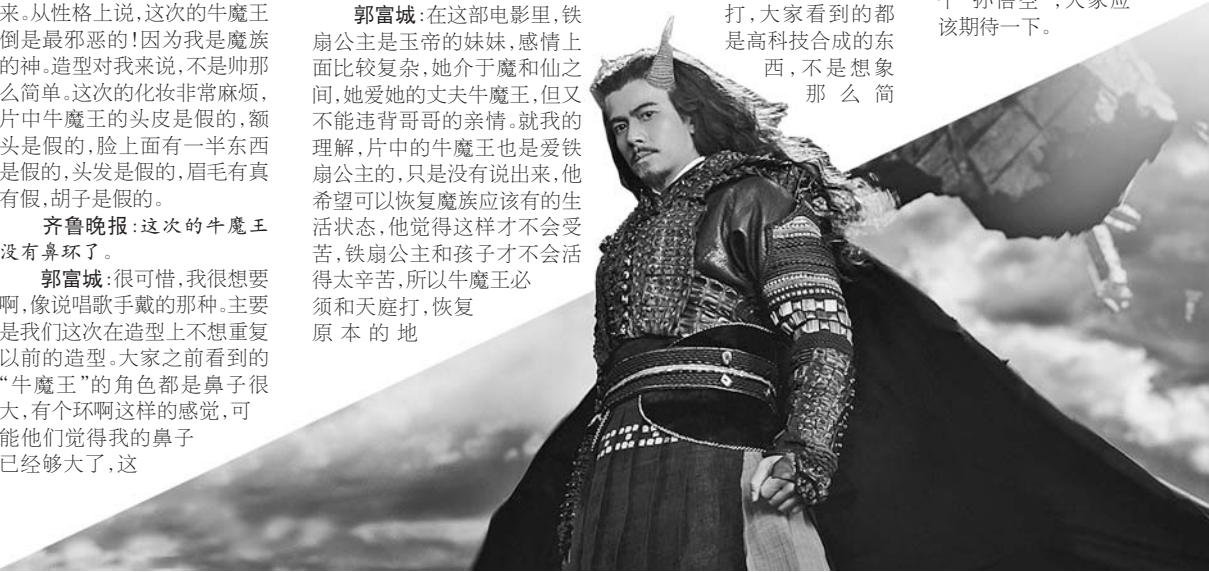 来。从性格上说，这次的牛魔王
倒是最邪恶的！因为我是魔族
的神。造型对我来说，不是帅那
么简单。这次的化妆非常麻烦，
片中牛魔王的头皮是假的，额
头是假的，脸上面有一半东西
是假的，头发是假的，眉毛有真
有假，胡子是假的。
齐鲁晚报：这次的牛魔王
没有鼻环了。
郭富城：很可惜，我很想要
啊，像说唱歌手戴的那种。主要
是我们这次在造型上不想重复
以前的造型。大家之前看到的
“牛魔王”的角色都是鼻子很
大，有个环啊这样的感觉，可
能他们觉得我的鼻子
已经够大了，这
郭富城：在这部电影里，铁
扇公主是玉帝的妹妹，感情上
面比较复杂，她介于魔和仙之
间，她爱她的丈夫牛魔王，但又
不能违背哥哥的亲情。就我的
理解，片中的牛魔王也是爱铁
扇公主的，只是没有说出来，他
希望可以恢复魔族应该有的生
活状态，他觉得这样才不会受
苦，铁扇公主和孩子才不会活
得太辛苦，所以牛魔王必
须和天庭打，恢复
原本的地
打，大家看到的都
是高科技合成的东
西，不是想象
那么简
“孙悟空”，大家应
该期待一下。